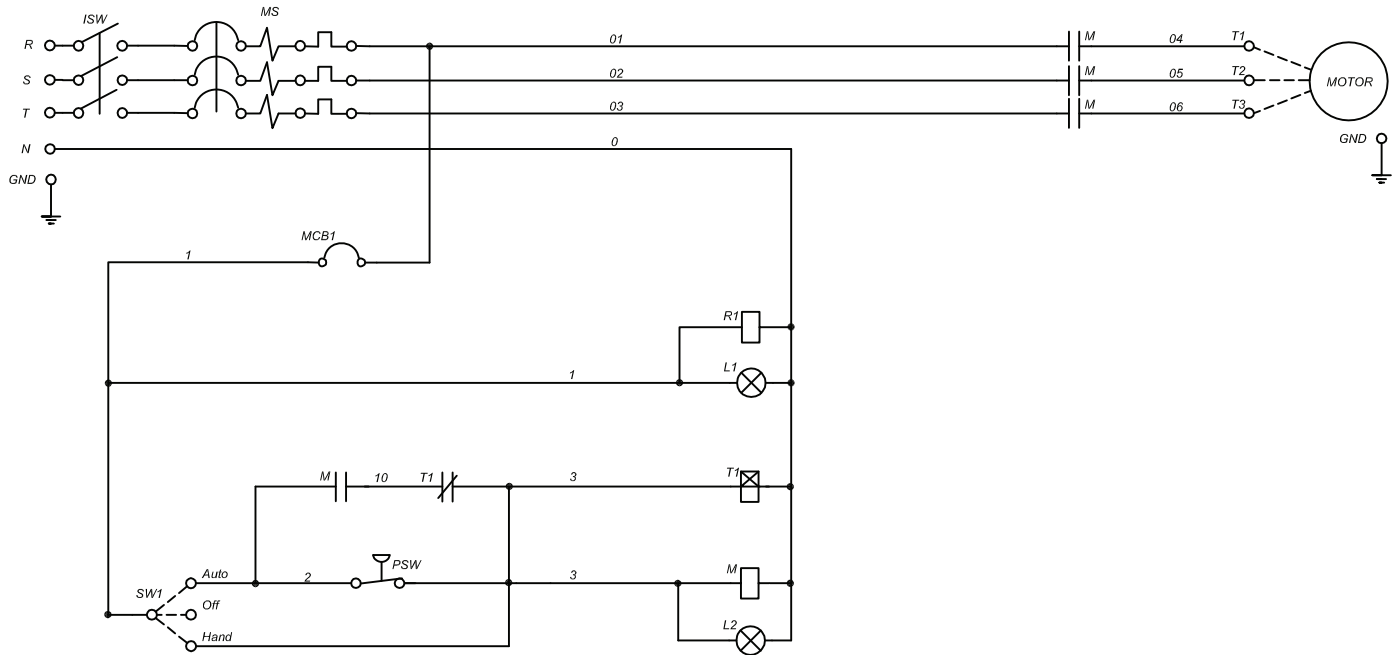 ISW
MS
R
01
M
04
T1
S
02
M
05
T2
MOTOR
T
03
M
06
T3
N
0
GND
GND
MCB1
1
R1
L1
1
M
10
T1
3
T1
PSW
Auto
2
3
M
SW1
Off
L2
Hand